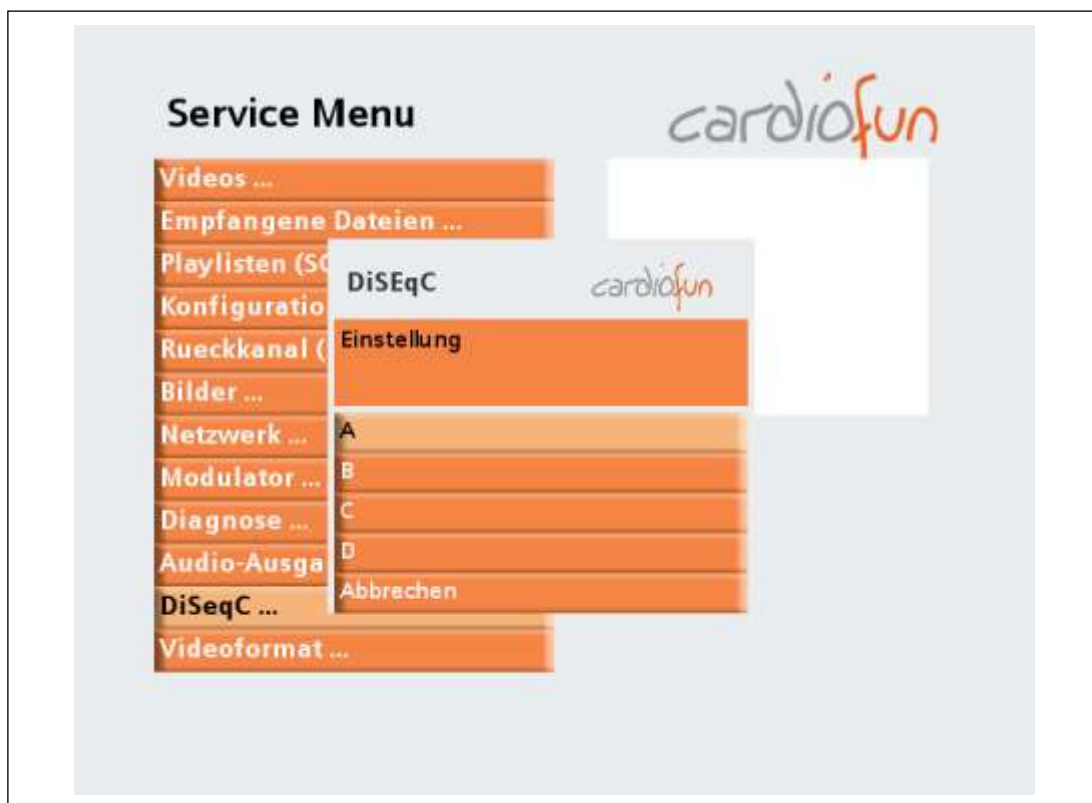 Service Menu
cardiofun
Videos ...
Empfangene Dateien ...
Playlisten (SC
Konfiguratio
Rueckkanal (
Bilder ...
Netzwerk ...
Modulator ...
Diagnose ...
Audio-Ausga
DiSeqC ...
Videoformat ...
DiSEqC
cardiofun
Einstellung
A
B
C
D
Abbrechen